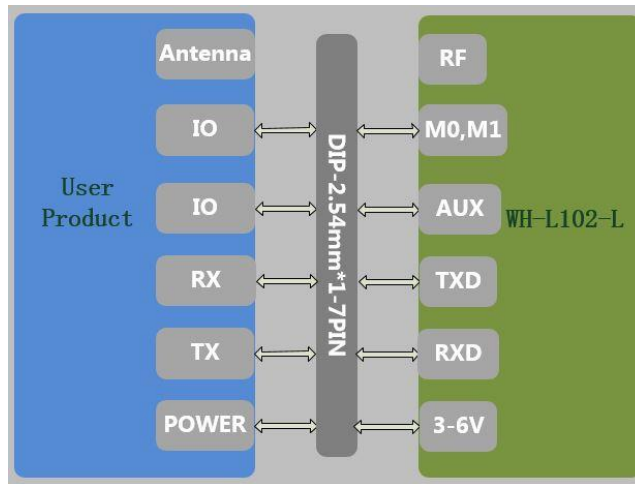 Antenna
RF
IO
M0,M1
User
Product
IO
DIP-2.54mm*1-7PIN
AUX
WH-L102-L
RX
TXD
TX
RXD
POWER
3-6V